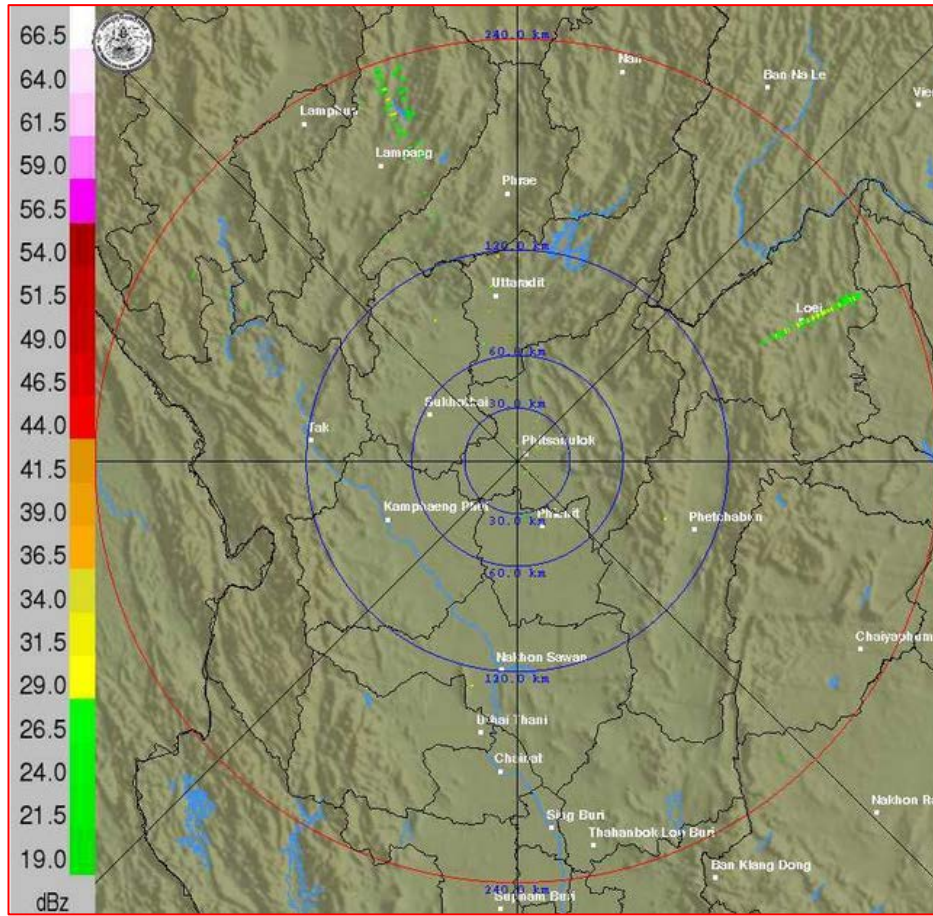 66.5
64.0
61.5
59.0
56.5
54.0
51.5
49.0
46.5
44.0
41.5
39.0
36.5
34.0
31.5
29.0
26.5
24.0
21.5
19.0
dBz
240.0 km
Nan
Ban Na Le
Vien
Lamphun
Lampang
Phrae
120.0 km
Uttaradit
Loei
60.0 km
30.0 km
Sukhothai
Tak
Phitsanulok
Kamphaeng Phet
30.0 km
Phichit
Phetchabun
60.0 km
Chaiyaphum
Nakhon Sawan
120.0 km
Uthai Thani
Chainat
Nakhon Ra
Sing Buri
Thahanbok Lop Buri
Ban Klang Dong
240.0 km
Suphan Buri